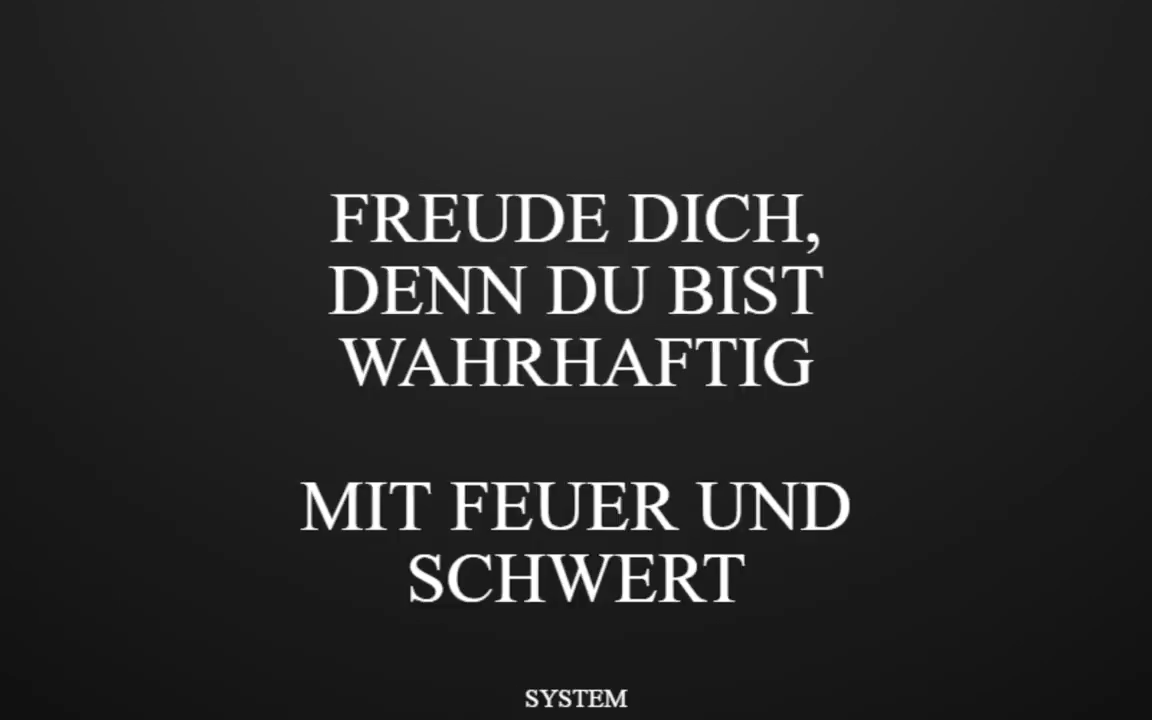 FREUDE DICH,
DENN DU BIST
WAHRHAFTIG
MIT FEUER UND
SCHWERT
SYSTEM